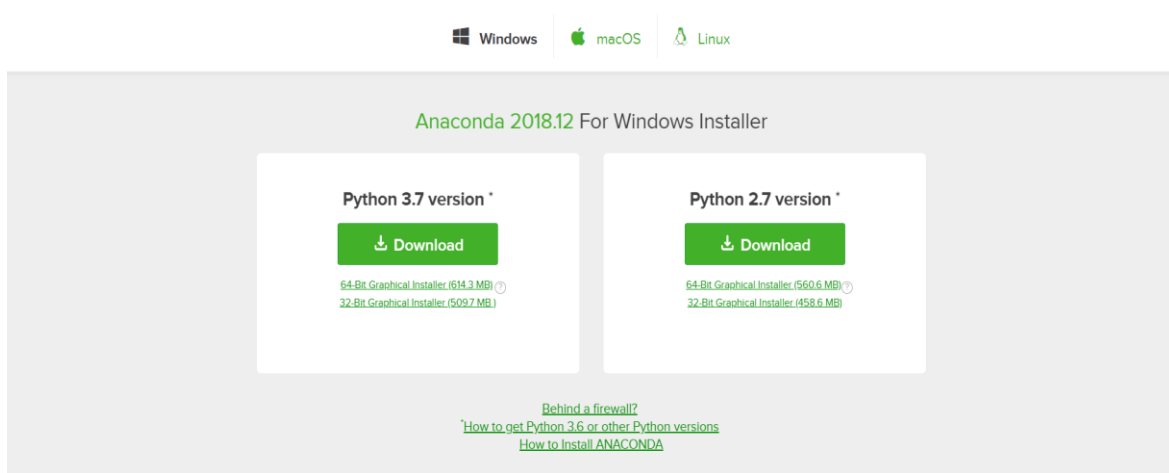 Windows macOS Linux
Anaconda 2018.12 For Windows Installer
Python 3.7 version *
Download
64-Bit Graphical Installer (614.3 MB) ?
32-Bit Graphical Installer (509.7 MB )
Python 2.7 version *
Download
64-Bit Graphical Installer (560.6 MB) ?
32-Bit Graphical Installer (458.6 MB)
Behind a firewall?
*How to get Python 3.6 or other Python versions
How to Install ANACONDA